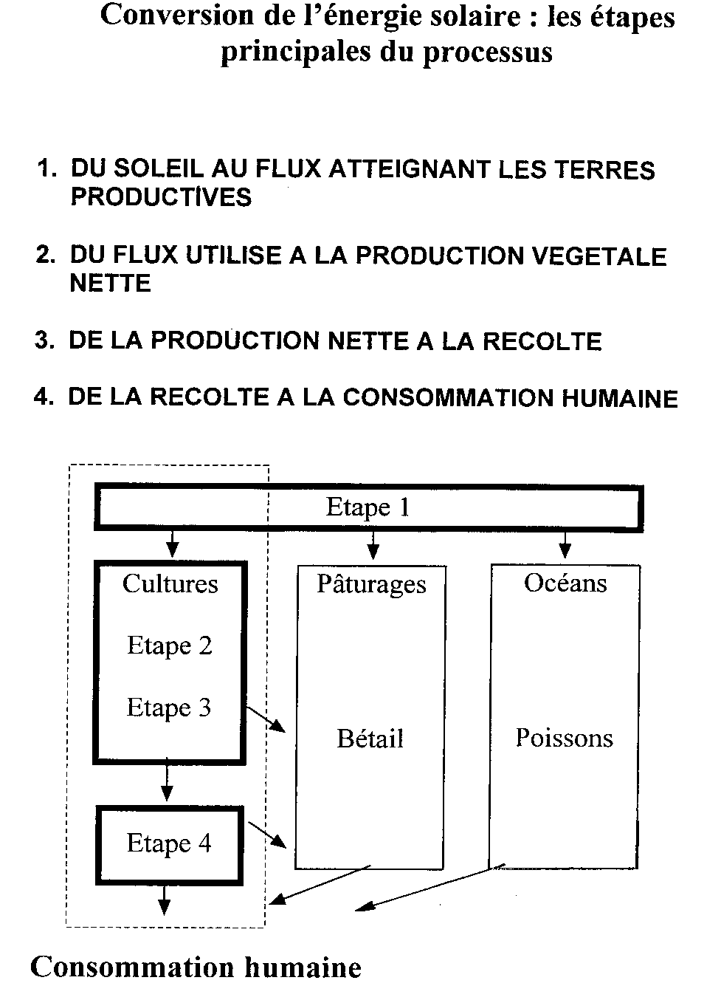 Conversion de l’énergie solaire : les étapes
principales du processus
1. DU SOLEIL AU FLUX ATTEIGNANT LES TERRES
PRODUCTIVES
2. DU FLUX UTILISE A LA PRODUCTION VEGETALE
NETTE
3. DE LA PRODUCTION NETTE A LA RECOLTE
4. DE LA RECOLTE A LA CONSOMMATION HUMAINE
Etape 1
Cultures
Etape 2
Etape 3
Pâturages
Bétail
Océans
Poissons
Etape 4
Consommation humaine